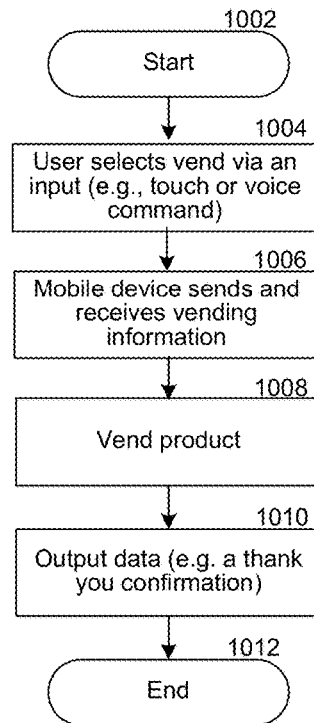 1002
Start
1004
User selects vend via an
input (e.g., touch or voice
command)
1006
Mobile device sends and
receives vending
information
1008
Vend product
1010
Output data (e.g. a thank
you confirmation)
1012
End